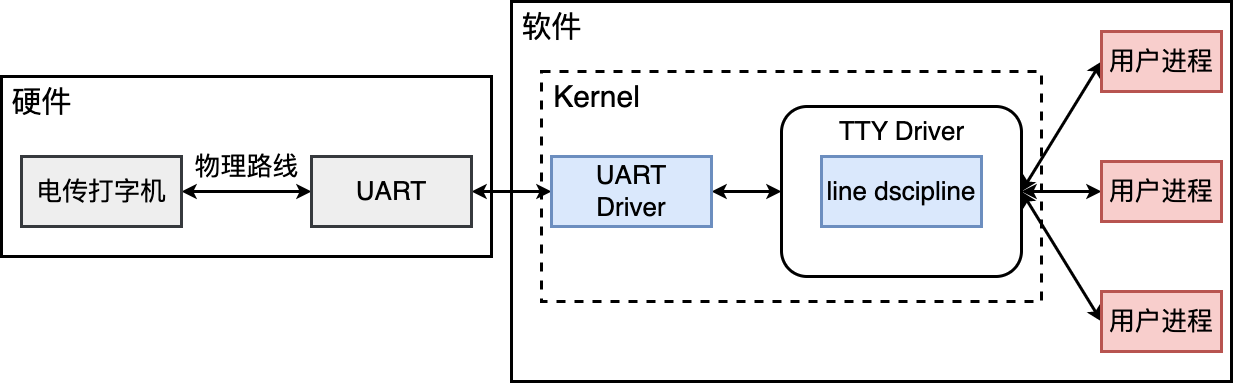 硬件
电传打字机
物理路线
UART
软件
Kernel
UART
Driver
TTY Driver
line dscipline
用户进程
用户进程
用户进程